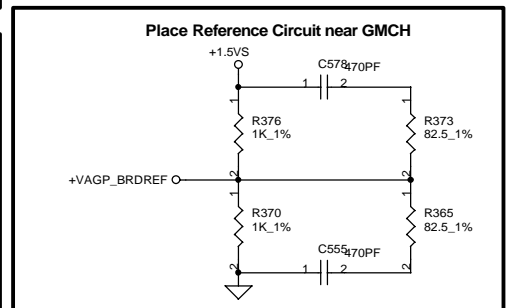 Place Reference Circuit near GMCH
+1.5VS
C578
470PF
1 2
1
1
R376
1K_1%
R373
82.5_1%
2
2
+VAGP_BRDREF
1
1
R370
1K_1%
R365
82.5_1%
C555
470PF
2
1 2
2